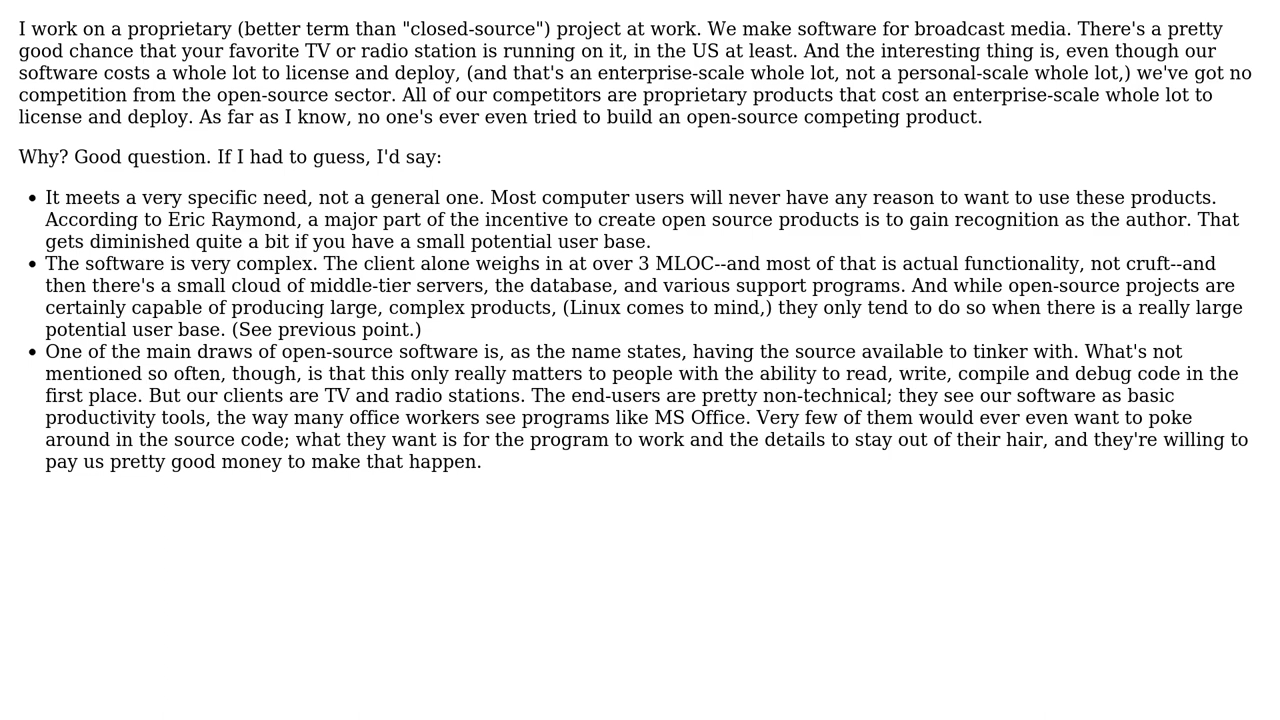 I work on a proprietary (better term than "closed-source") project at work. We make software for broadcast media. There's a pretty
good chance that your favorite TV or radio station is running on it, in the US at least. And the interesting thing is, even though our
software costs a whole lot to license and deploy, (and that's an enterprise-scale whole lot, not a personal-scale whole lot,) we've got no
competition from the open-source sector. All of our competitors are proprietary products that cost an enterprise-scale whole lot to
license and deploy. As far as I know, no one's ever even tried to build an open-source competing product.
Why? Good question. If I had to guess, I'd say:
• It meets a very specific need, not a general one. Most computer users will never have any reason to want to use these products.
According to Eric Raymond, a major part of the incentive to create open source products is to gain recognition as the author. That
gets diminished quite a bit if you have a small potential user base.
• The software is very complex. The client alone weighs in at over 3 MLOC--and most of that is actual functionality, not cruft--and
then there's a small cloud of middle-tier servers, the database, and various support programs. And while open-source projects are
certainly capable of producing large, complex products, (Linux comes to mind,) they only tend to do so when there is a really large
potential user base. (See previous point.)
• One of the main draws of open-source software is, as the name states, having the source available to tinker with. What's not
mentioned so often, though, is that this only really matters to people with the ability to read, write, compile and debug code in the
first place. But our clients are TV and radio stations. The end-users are pretty non-technical; they see our software as basic
productivity tools, the way many office workers see programs like MS Office. Very few of them would ever even want to poke
around in the source code; what they want is for the program to work and the details to stay out of their hair, and they're willing to
pay us pretty good money to make that happen.